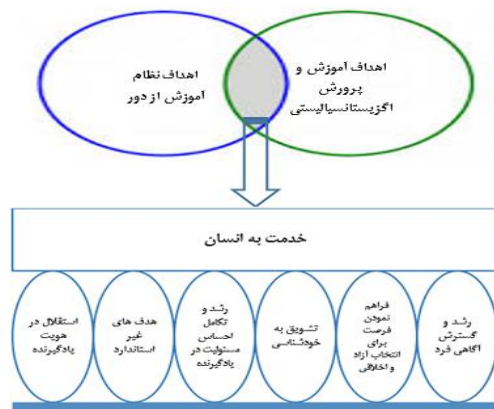 اهداف آموزش و
پرورش
اگزیستانسیالیستی
اهداف نظام
آموزش از دور
خدمت به انسان
رشد و
گسترش
آگاهی فرد
فراهم
نمودن
فرصت
برای
انتخاب آزاد
و اخلاقی
تشویق به
خودشناسی
رشد و
تکامل
احساس
مسئولیت در
یادگیرنده
هدف های
غیر
استاندارد
استقلال در
هویت
یادگیرنده